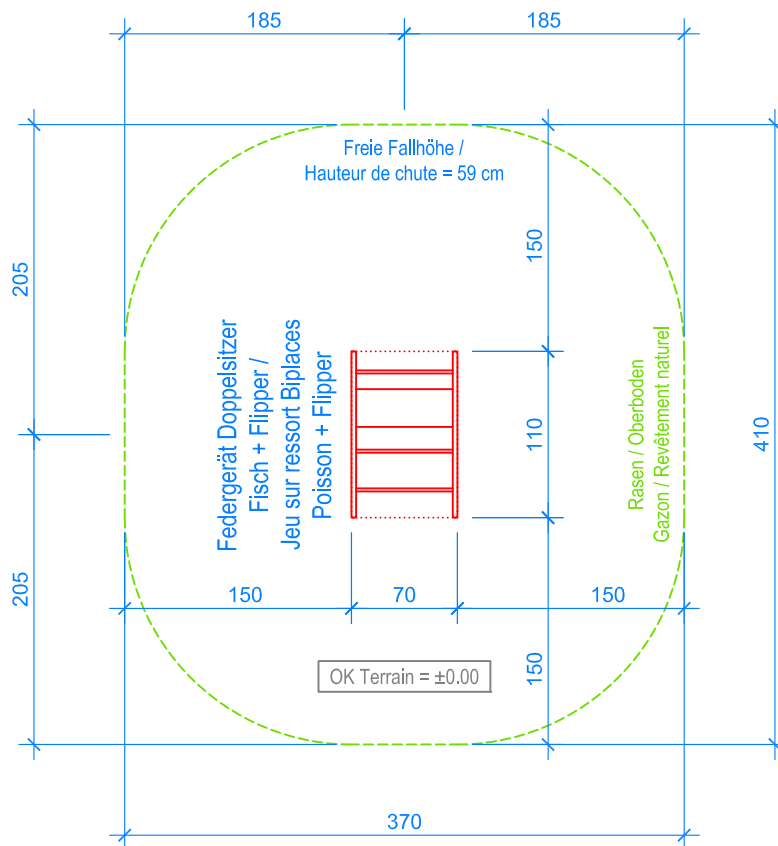 185
185
Freie Fallhöhe /
Hauteur de chute = 59 cm
205
150
Federgerät Doppelsitzer
Fisch + Flipper /
Jeu sur ressort Biplaces
Poisson + Flipper
110
Rasen / Oberboden
Gazon / Revêtement naturel
410
205
150
70
150
150
OK Terrain = ±0.00
370